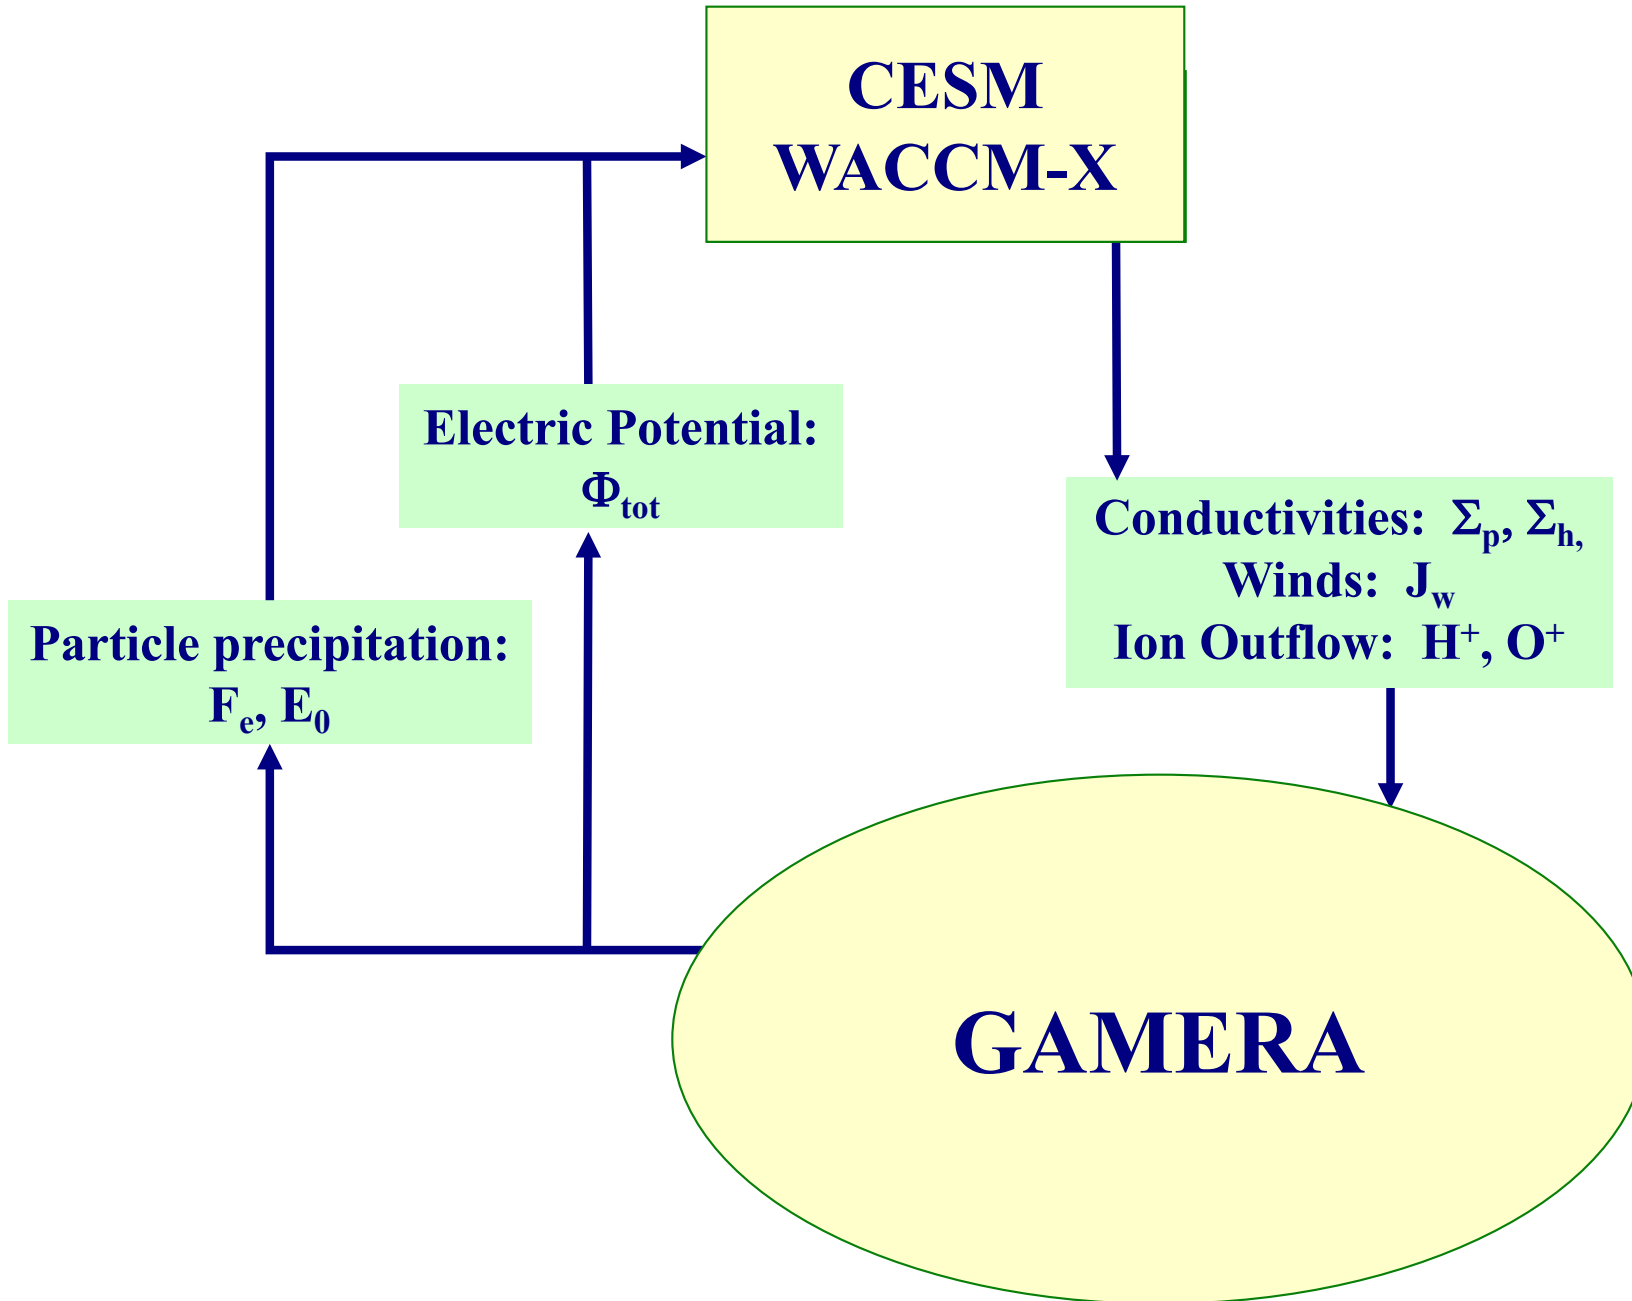 CESM
WACCM-X
Electric Potential:
Φtot
Conductivities: Σp, Σh,
Winds: Jw
Ion Outflow: H⁺, O⁺
Particle precipitation:
Fe, E0
GAMERA